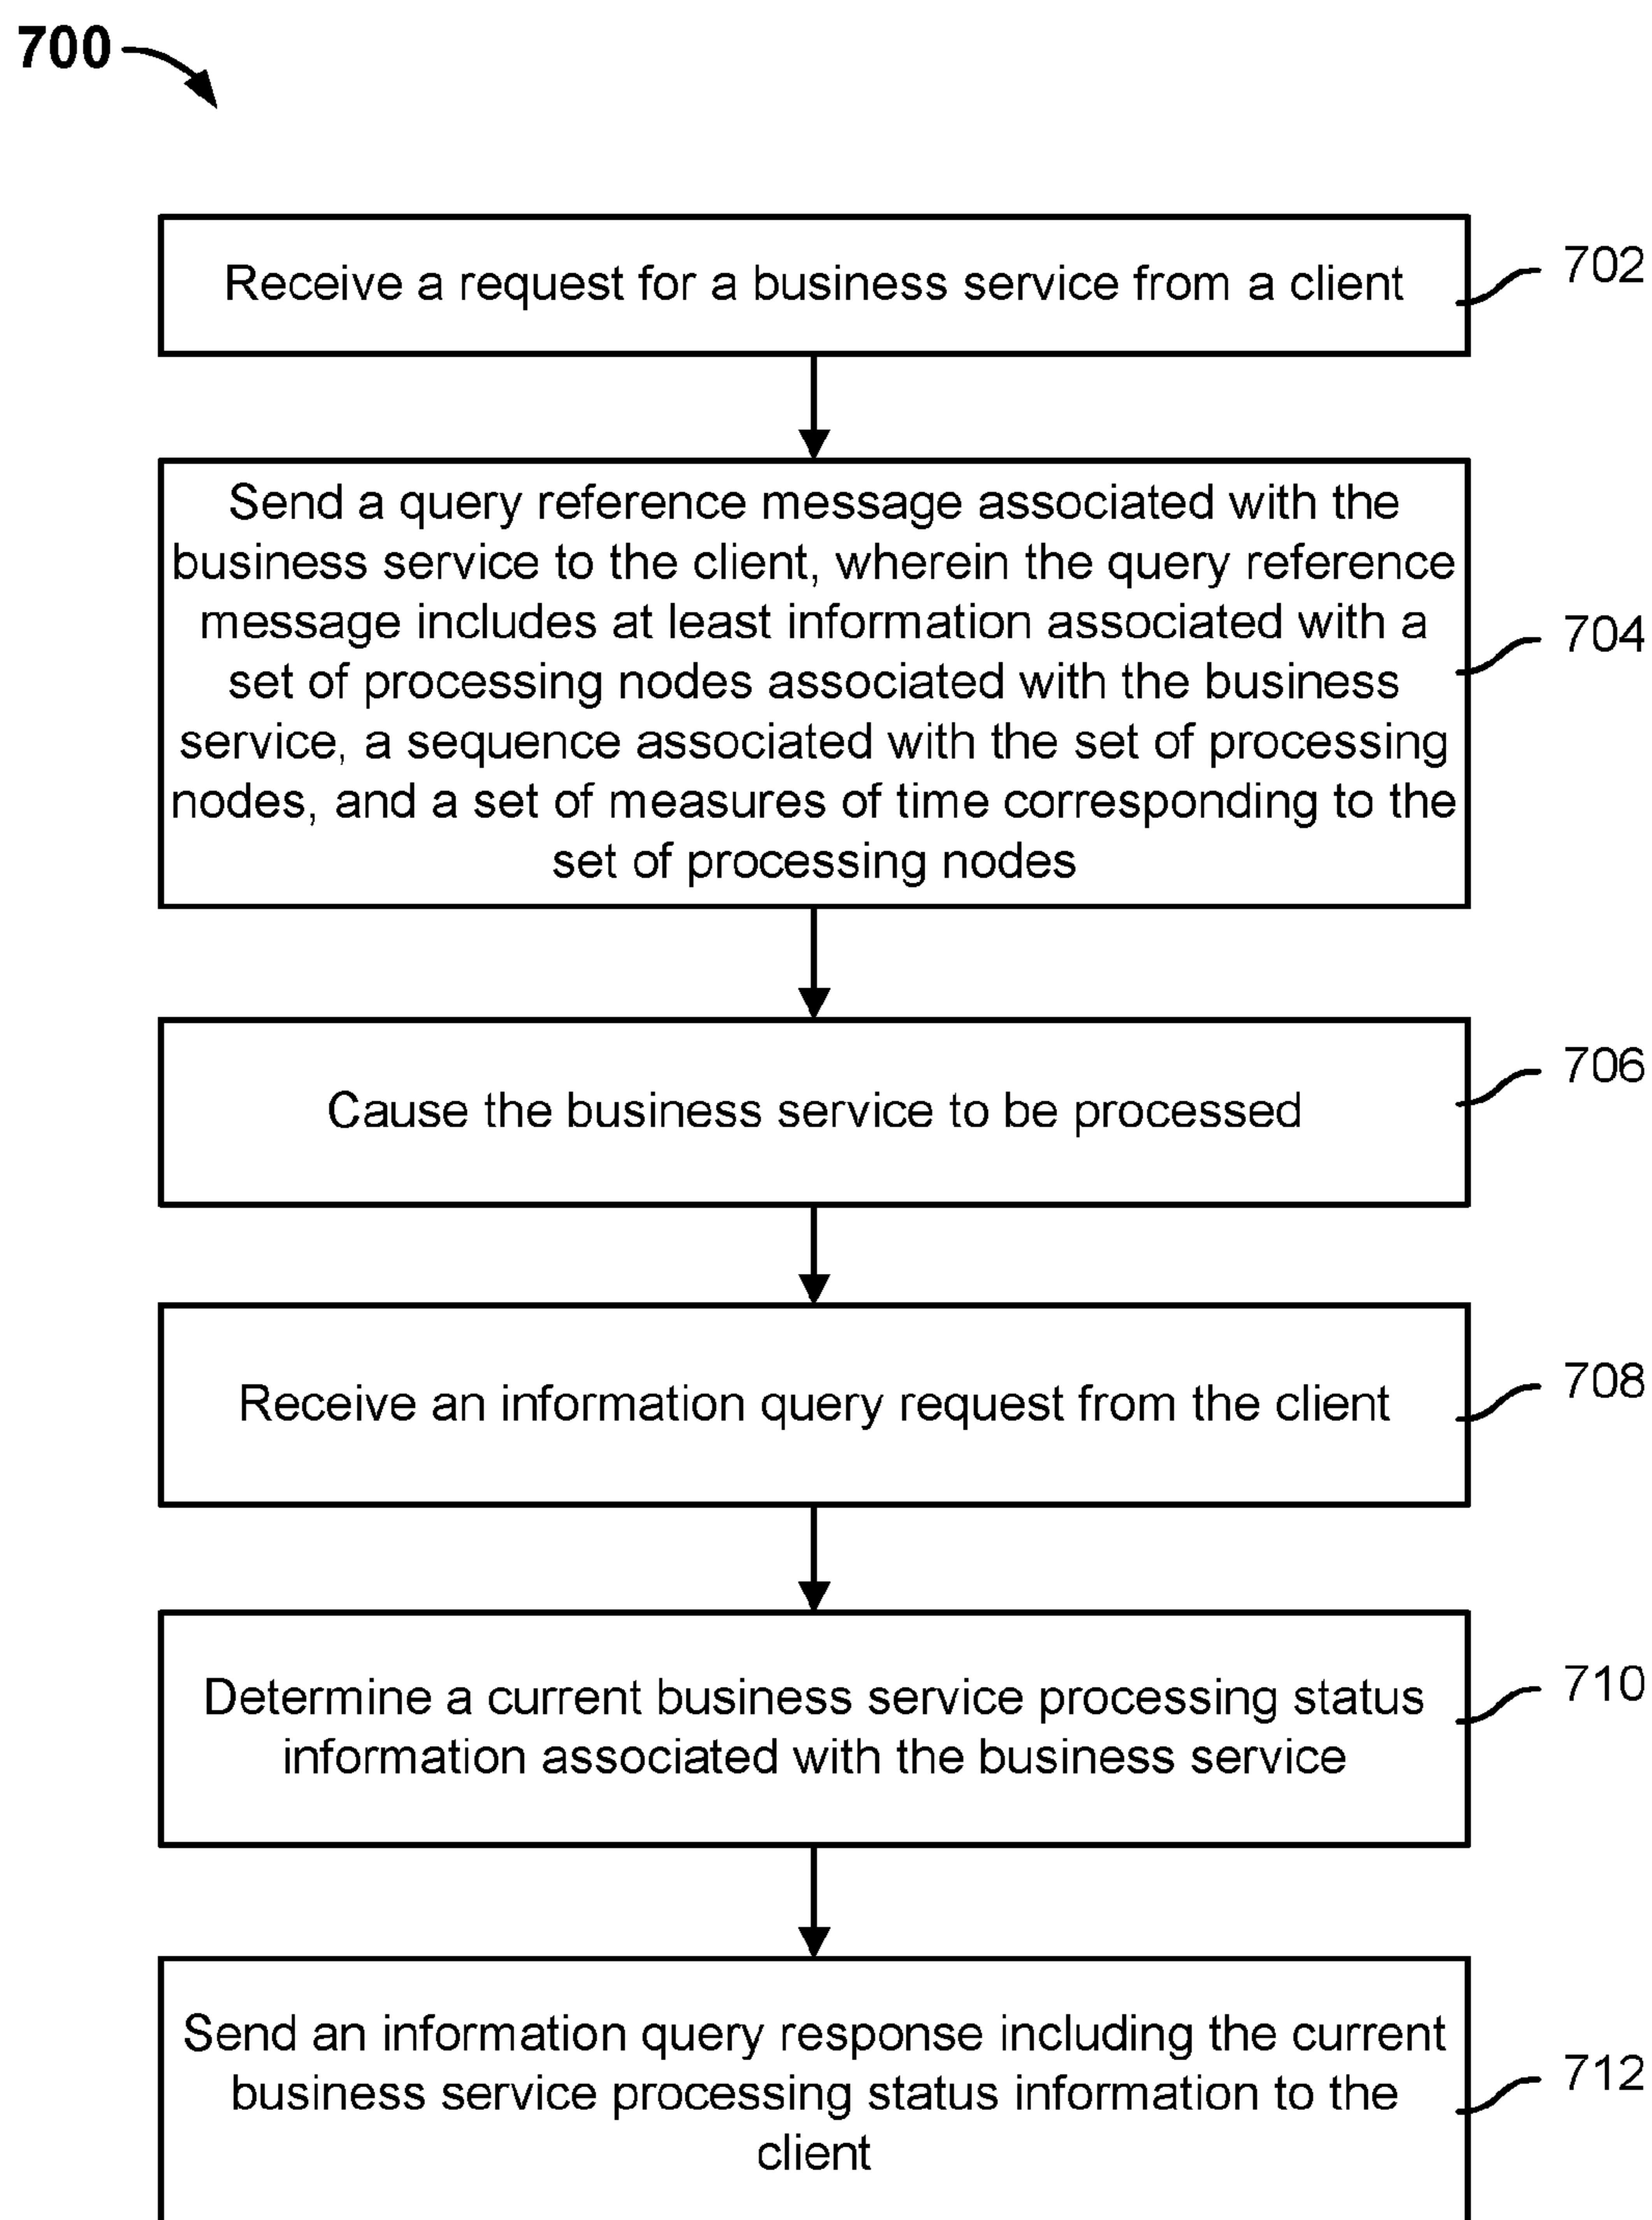 700
Receive a request for a business service from a client
702
Send a query reference message associated with the
business service to the client, wherein the query reference
message includes at least information associated with a
set of processing nodes associated with the business
service, a sequence associated with the set of processing
nodes, and a set of measures of time corresponding to the
set of processing nodes
704
Cause the business service to be processed
706
Receive an information query request from the client
708
Determine a current business service processing status
information associated with the business service
710
Send an information query response including the current
business service processing status information to the
client
712